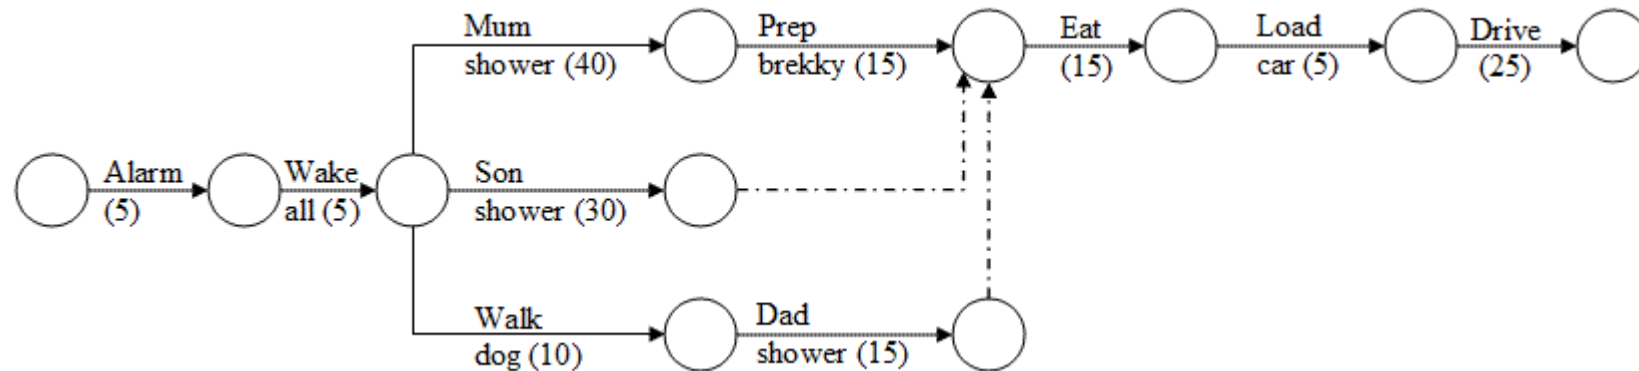 Mum
shower (40)
Prep
brekky (15)
Eat
(15)
Load
car (5)
Drive
(25)
Alarm
(5)
Wake
all (5)
Son
shower (30)
Walk
dog (10)
Dad
shower (15)